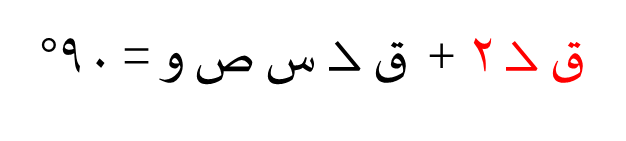 ق ∠ ٢ + ق ∠ س ص و = ٩٠°